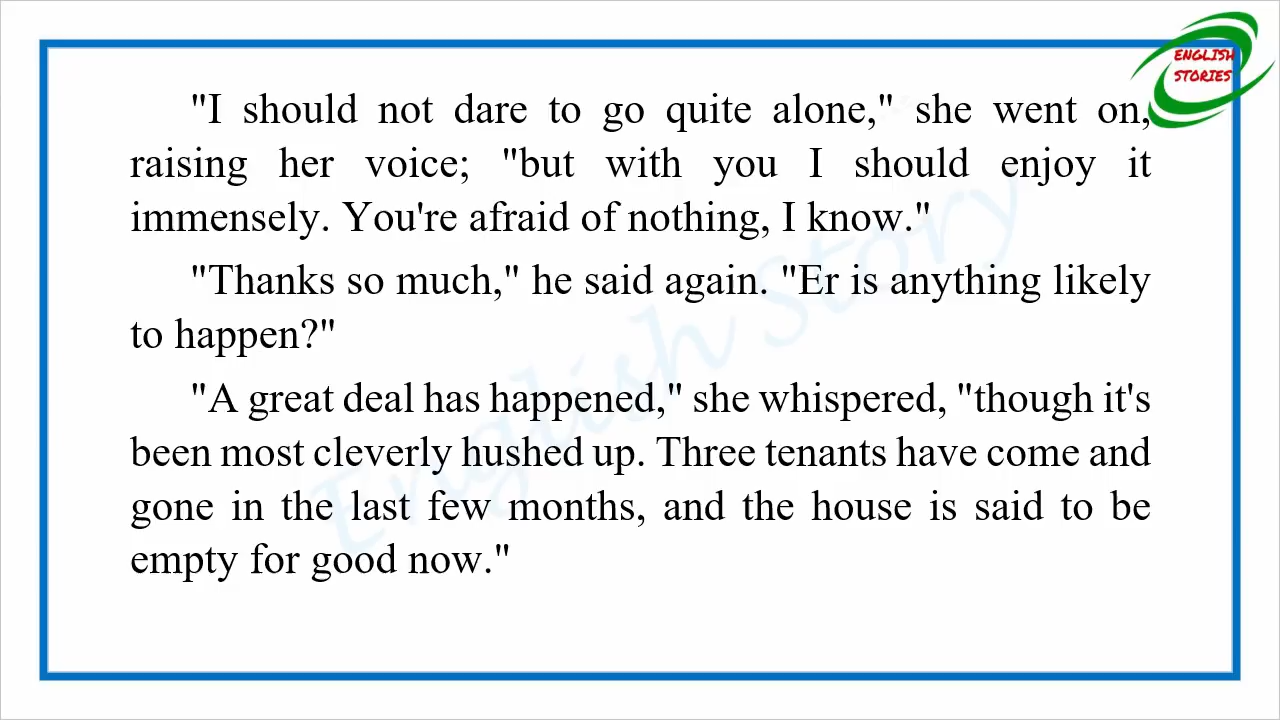 ENGLISH
STORIES
"I should not dare to go quite alone," she went on,
raising her voice; "but with you I should enjoy it
immensely. You're afraid of nothing, I know."
"Thanks so much," he said again. "Er is anything likely
to happen?"
"A great deal has happened," she whispered, "though it's
been most cleverly hushed up. Three tenants have come and
gone in the last few months, and the house is said to be
empty for good now."
English Story